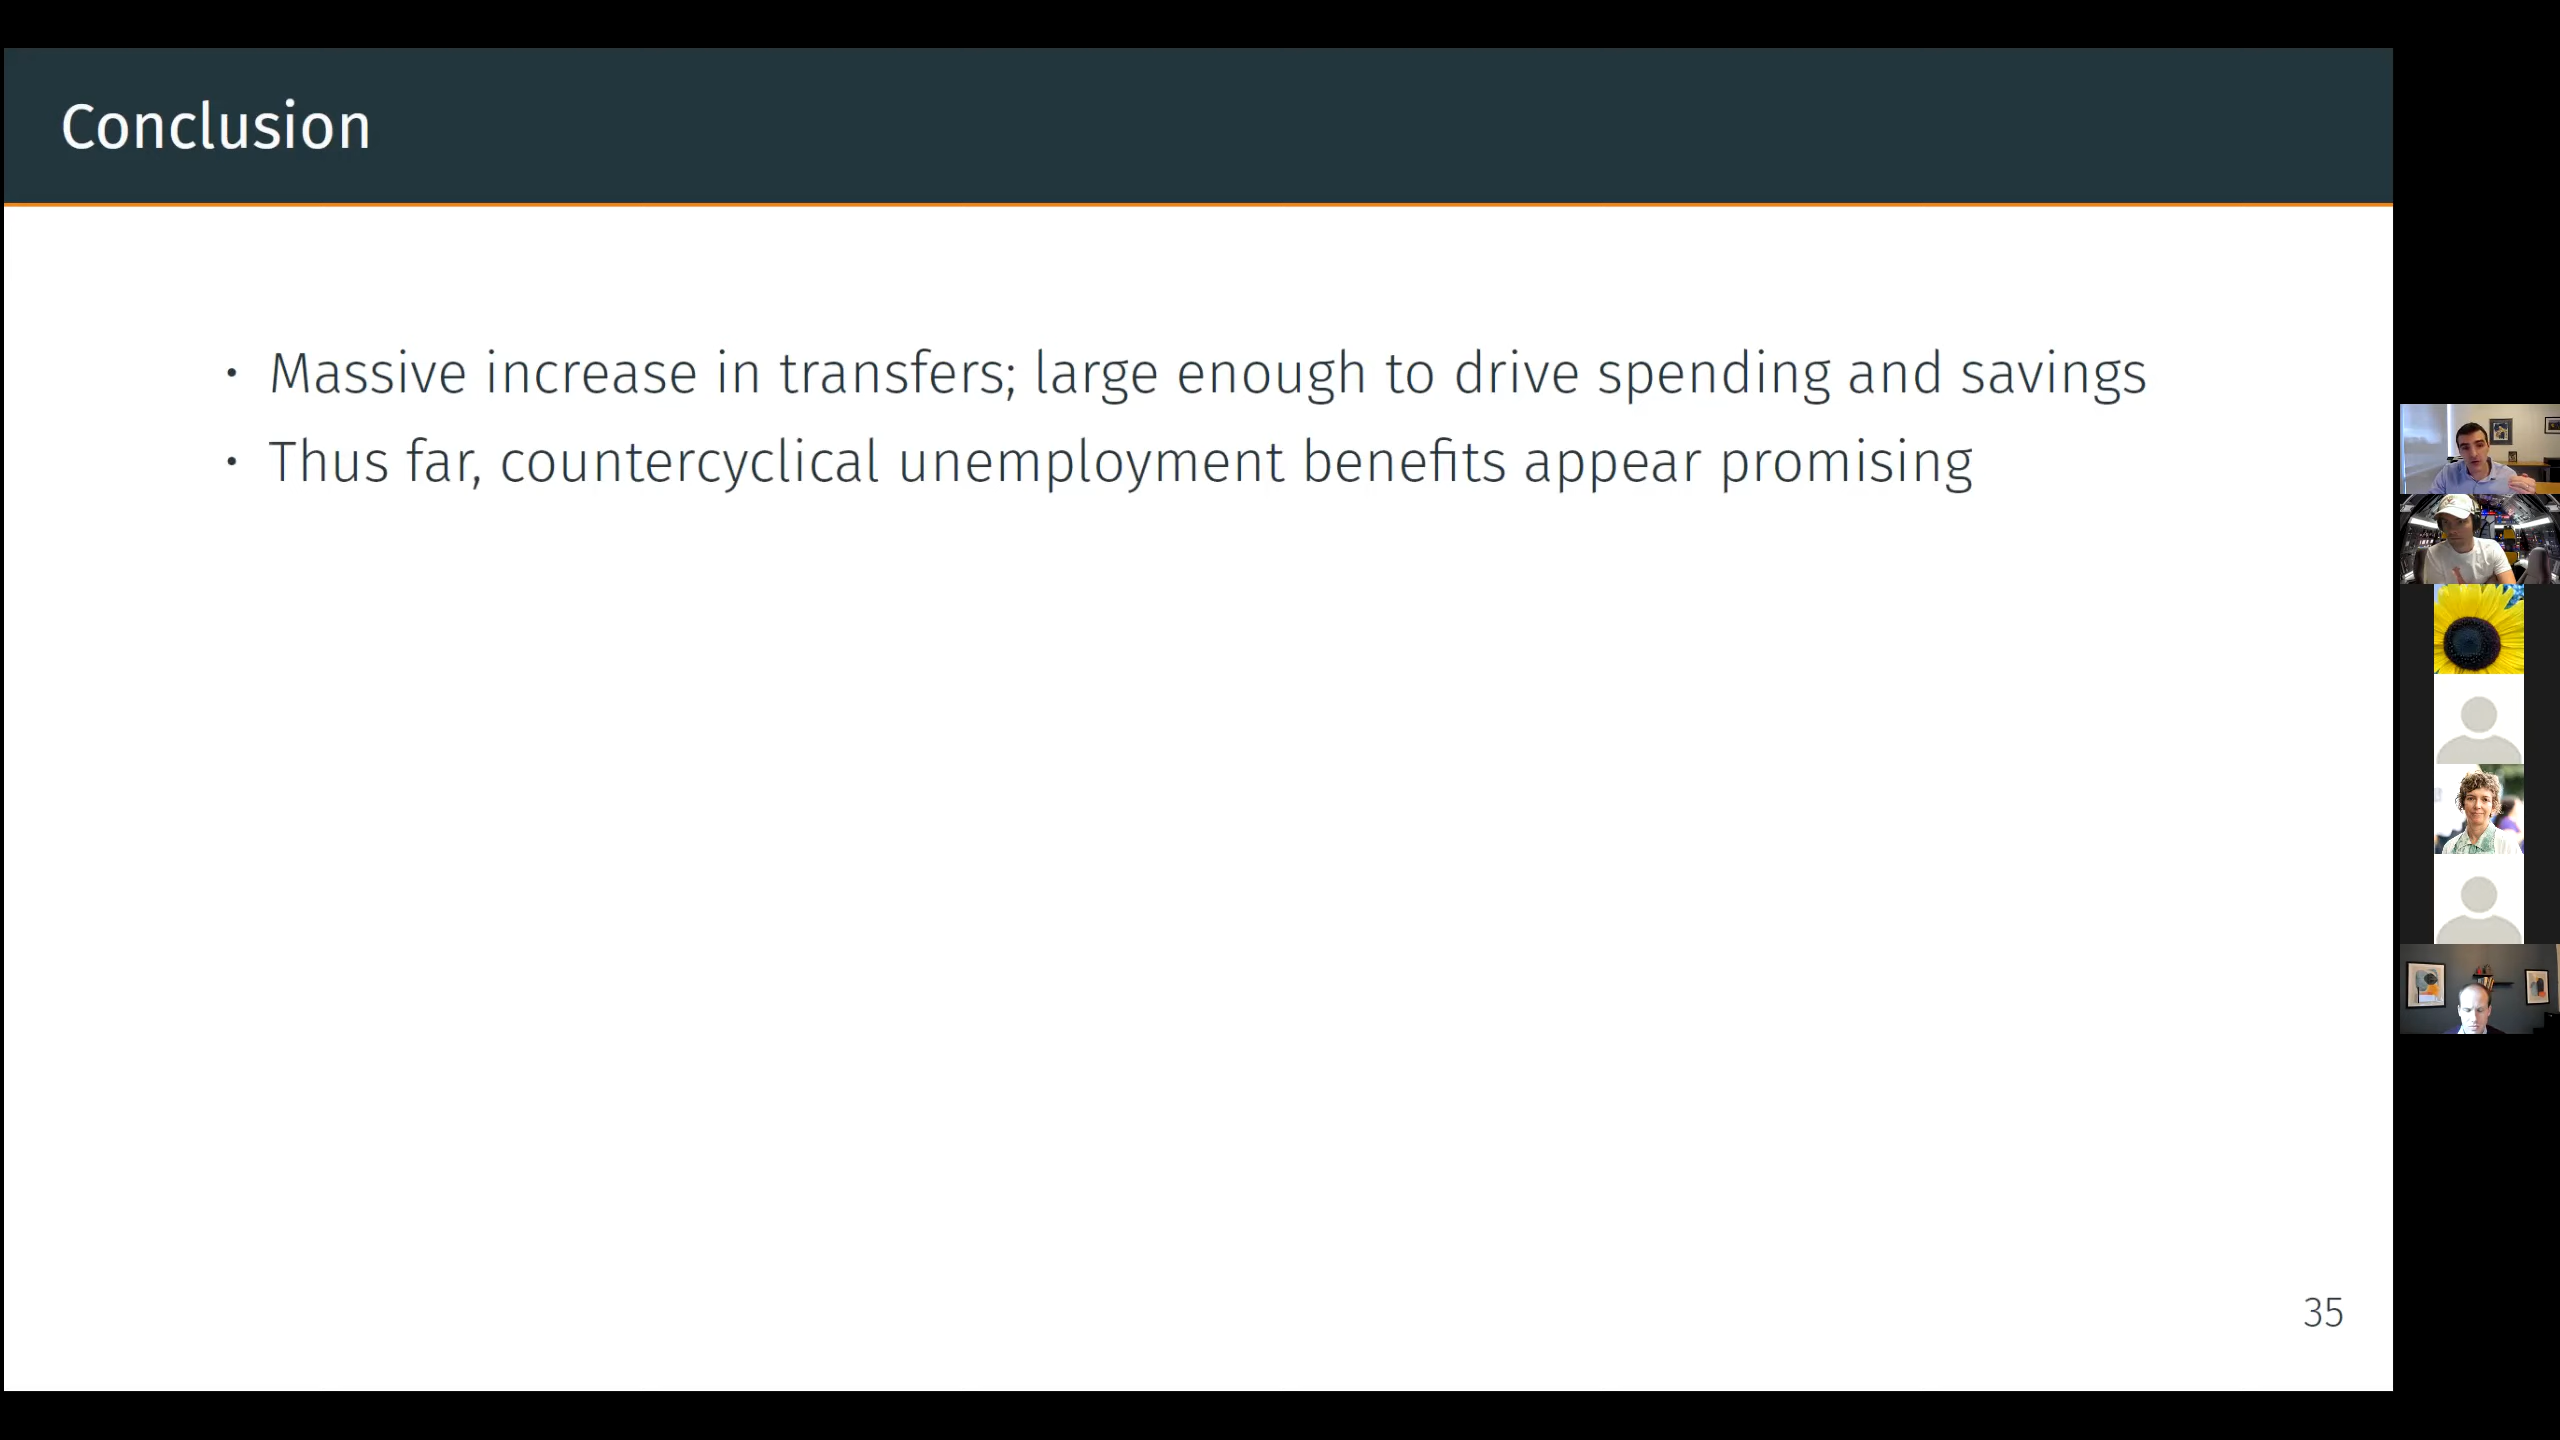 Conclusion
• Massive increase in transfers; large enough to drive spending and savings
• Thus far, countercyclical unemployment benefits appear promising
35